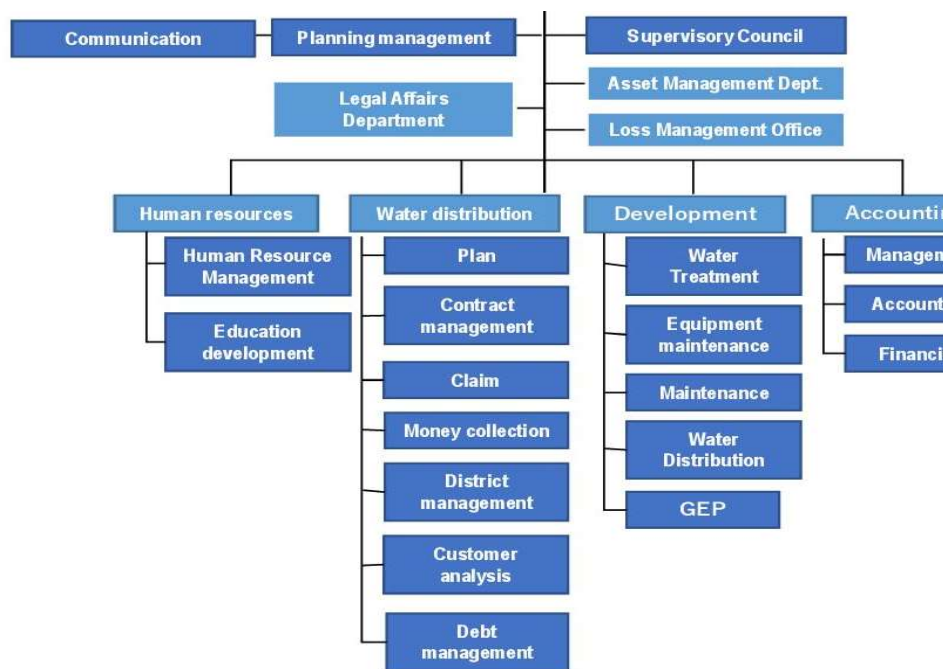 Communication
Planning management
Supervisory Council
Legal Affairs
Department
Asset Management Dept.
Loss Management Office
Human resources
Human Resource
Management
Education
development
Water distribution
Plan
Contract
management
Claim
Money collection
District
management
Customer
analysis
Debt
management
Development
Water
Treatment
Equipment
maintenance
Maintenance
Water
Distribution
GEP